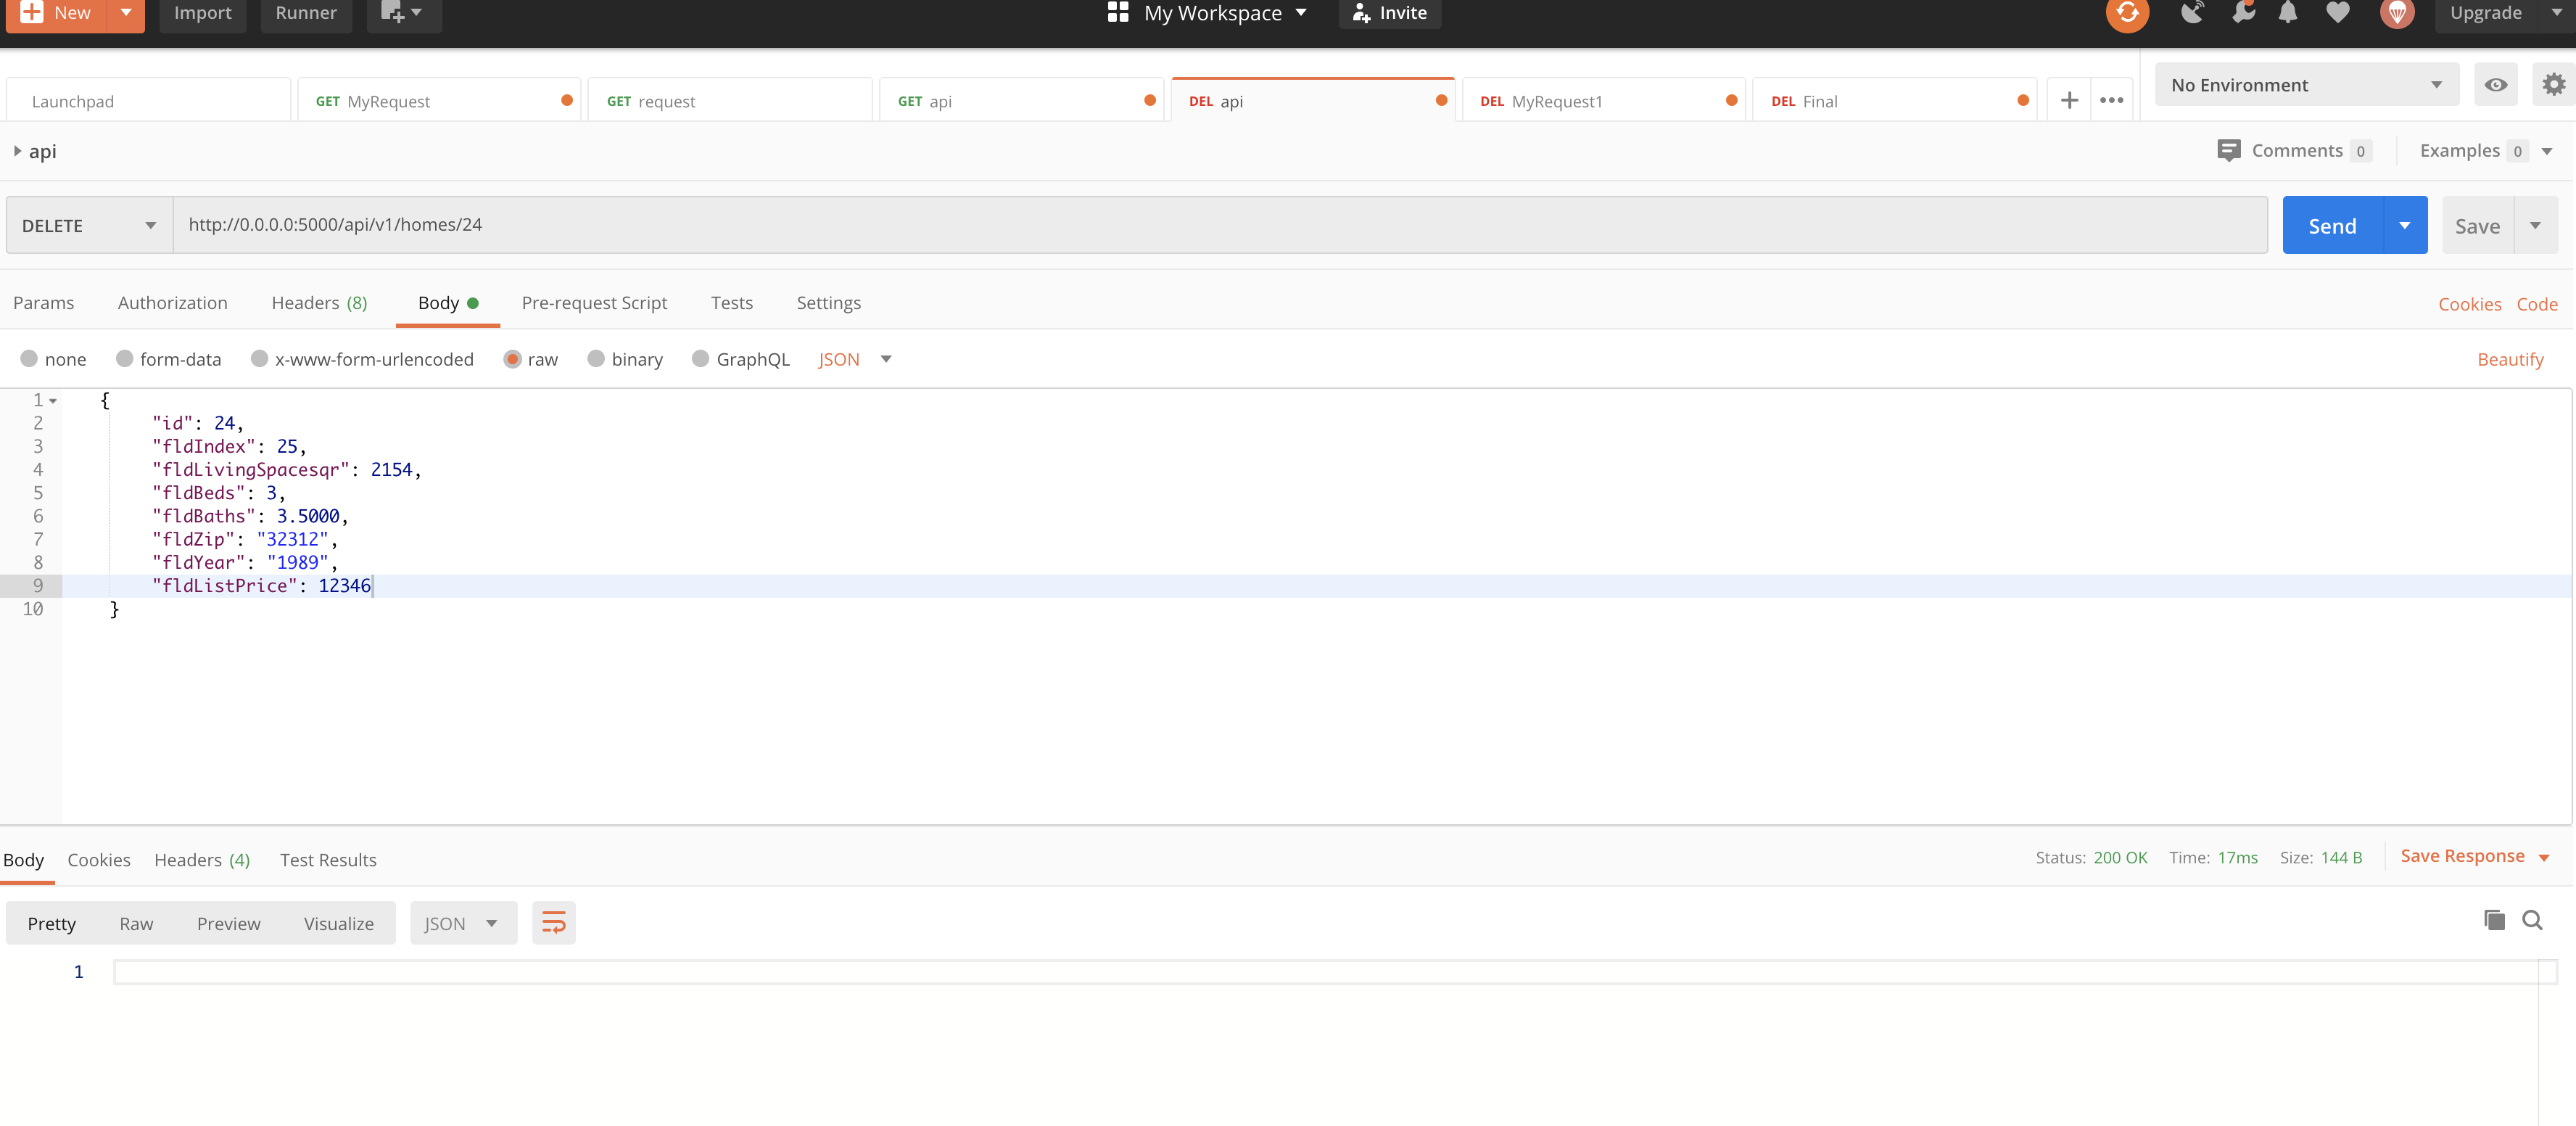 New Import Runner My Workspace Invite Upgrade
Launchpad GET MyRequest GET request GET api DEL api DEL MyRequest1 DEL Final No Environment
api Comments 0 Examples 0
DELETE http://0.0.0.0:5000/api/v1/homes/24 Send Save
Params Authorization Headers (8) Body Pre-request Script Tests Settings Cookies Code
none form-data x-www-form-urlencoded raw binary GraphQL JSON Beautify
1 {
2 "id": 24,
3 "fldIndex": 25,
4 "fldLivingSpacesqr": 2154,
5 "fldBeds": 3,
6 "fldBaths": 3.5000,
7 "fldZip": "32312",
8 "fldYear": "1989",
9 "fldListPrice": 12346
10 }
Body Cookies Headers (4) Test Results Status: 200 OK Time: 17ms Size: 144 B Save Response
Pretty Raw Preview Visualize JSON
1